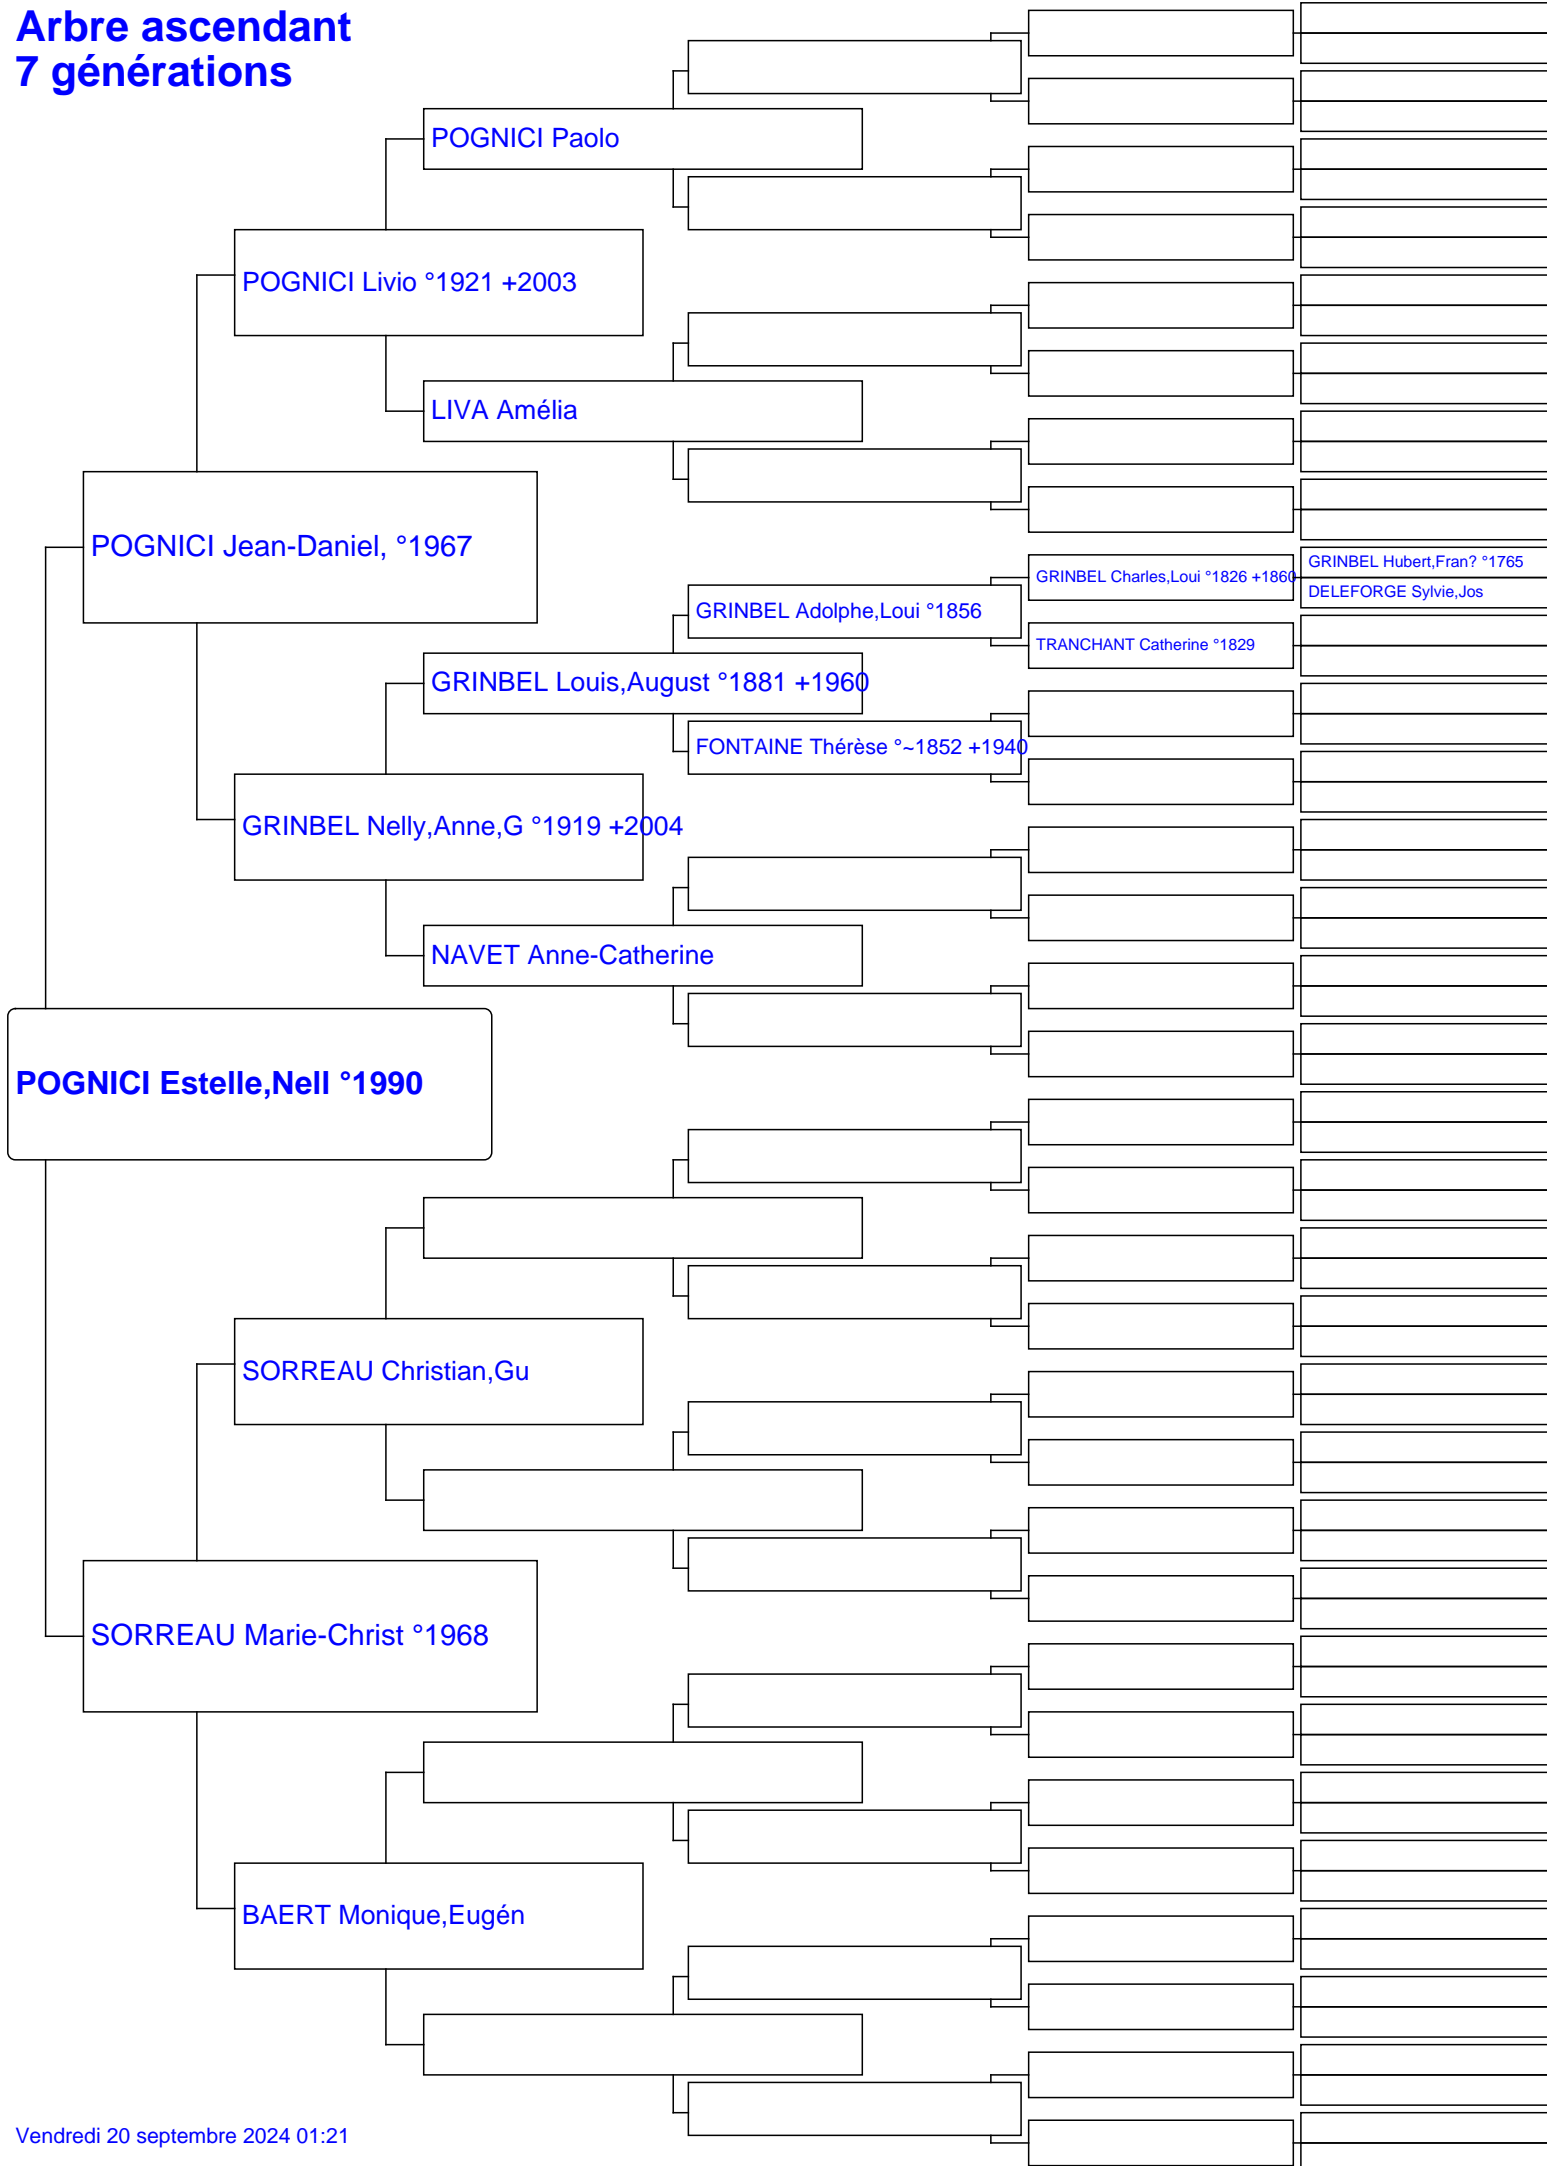 Arbre ascendant
7 générations
POGNICI Paolo
POGNICI Livio °1921 +2003
LIVA Amélia
POGNICI Jean-Daniel, °1967
GRINBEL Charles,Loui °1826 +1860
GRINBEL Hubert,Fran? °1765
DELEFORGE Sylvie,Jos
GRINBEL Adolphe,Loui °1856
TRANCHANT Catherine °1829
GRINBEL Louis,August °1881 +1960
FONTAINE Thérèse °~1852 +1940
GRINBEL Nelly,Anne,G °1919 +2004
NAVET Anne-Catherine
POGNICI Estelle,Nell °1990
SORREAU Christian,Gu
SORREAU Marie-Christ °1968
BAERT Monique,Eugén
Vendredi 20 septembre 2024 01:21